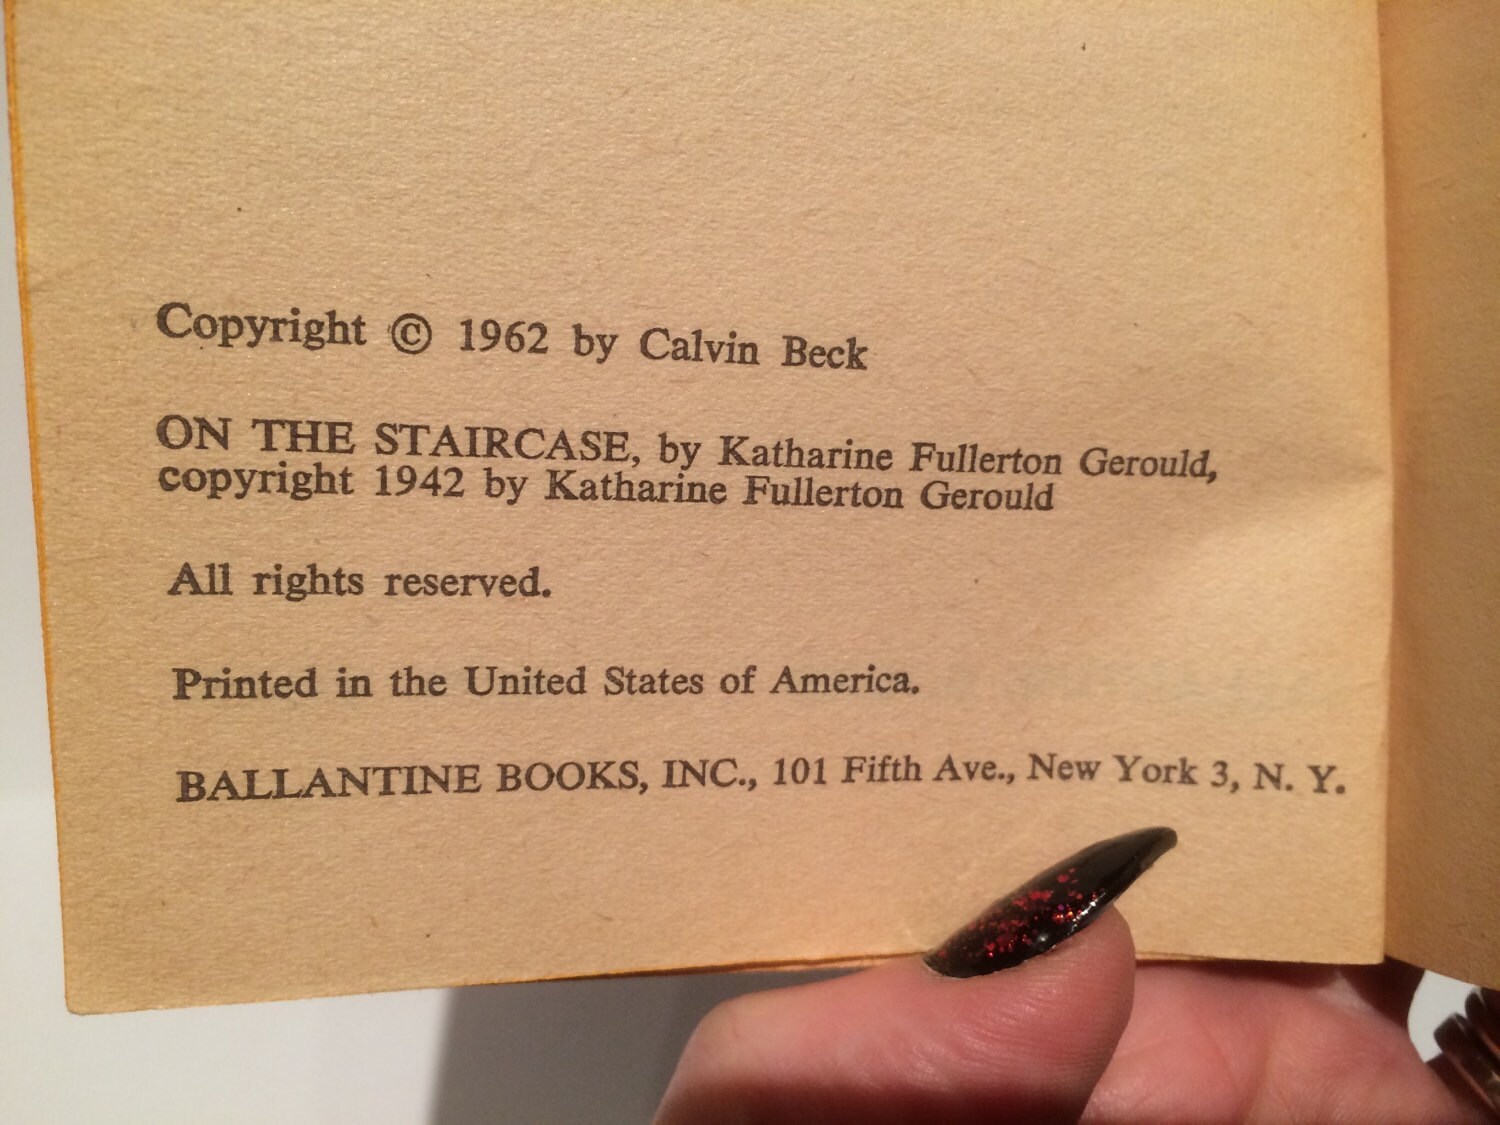 Copyright © 1962 by Calvin Beck
ON THE STAIRCASE, by Katharine Fullerton Gerould,
copyright 1942 by Katharine Fullerton Gerould
All rights reserved.
Printed in the United States of America.
BALLANTINE BOOKS, INC., 101 Fifth Ave., New York 3, N. Y.